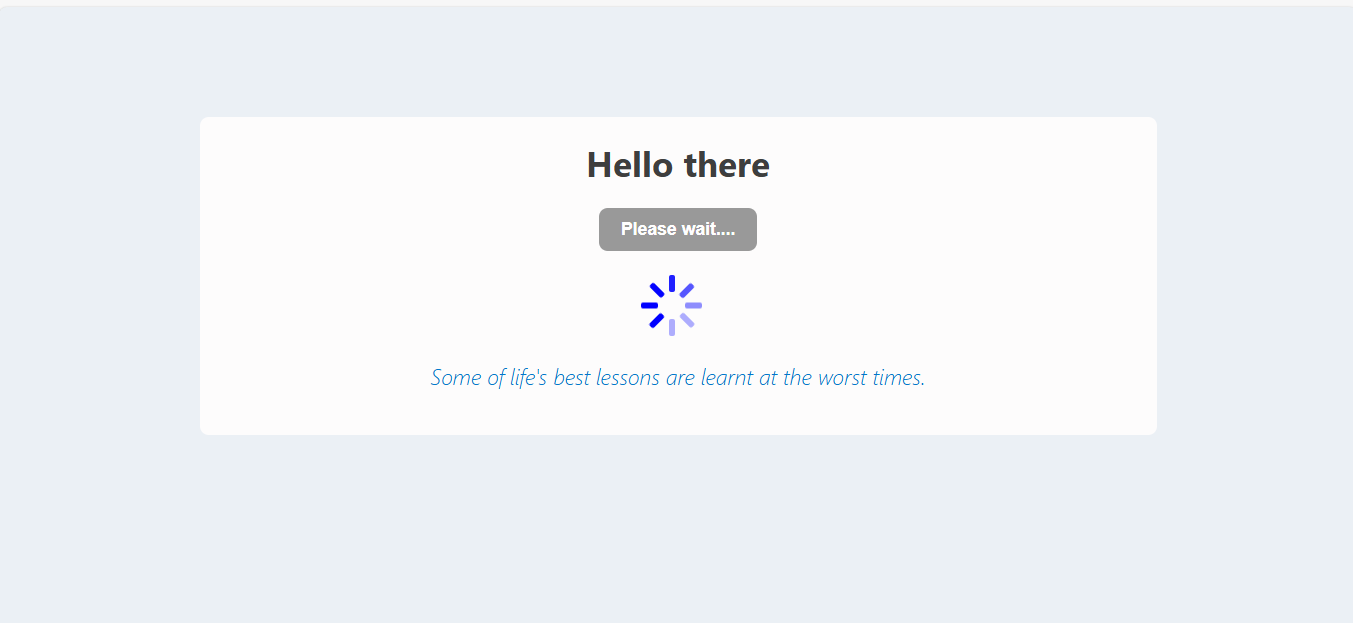 Hello there
Please wait....
Some of life's best lessons are learnt at the worst times.